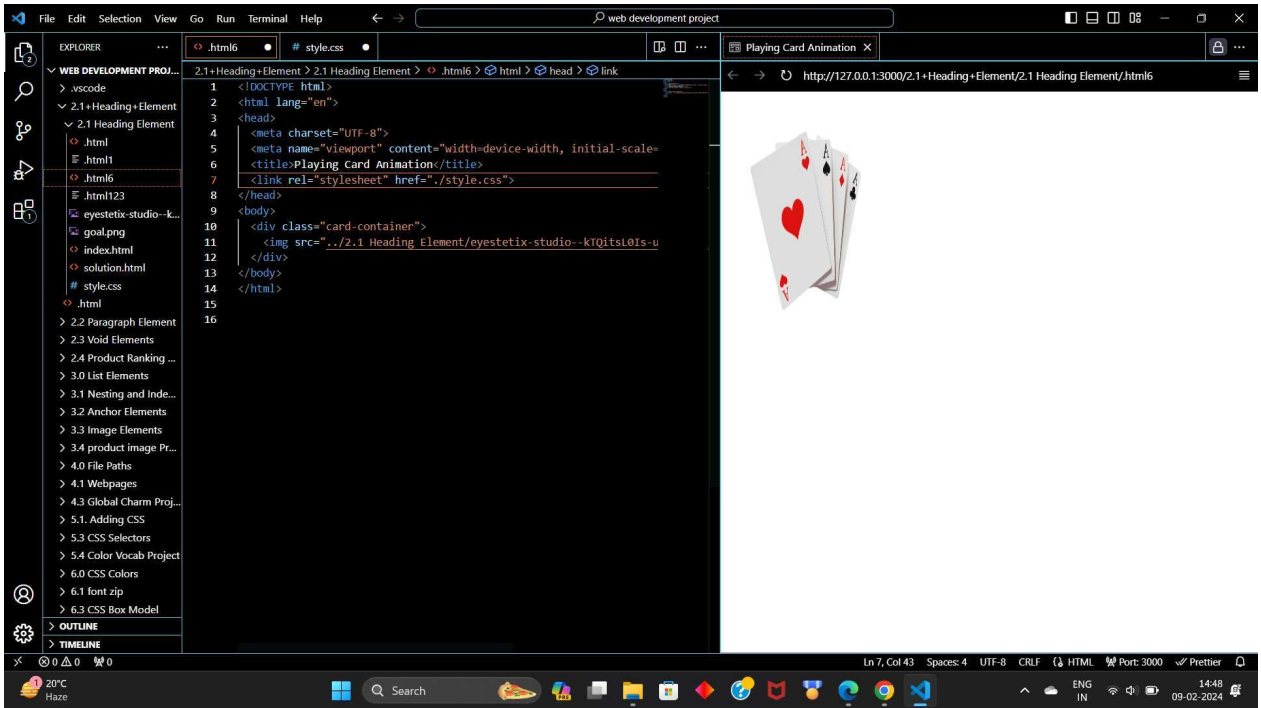 File Edit Selection View Go Run Terminal Help
web development project
EXPLORER
WEB DEVELOPMENT PROJ...
.vscode
2.1+Heading+Element
2.1 Heading Element
.html
.html1
.html6
.html123
eyestetix-studio--k...
goal.png
index.html
solution.html
style.css
.html
2.2 Paragraph Element
2.3 Void Elements
2.4 Product Ranking ...
3.0 List Elements
3.1 Nesting and Inde...
3.2 Anchor Elements
3.3 Image Elements
3.4 product image Pr...
4.0 File Paths
4.1 Webpages
4.3 Global Charm Proj...
5.1. Adding CSS
5.3 CSS Selectors
5.4 Color Vocab Project
6.0 CSS Colors
6.1 font zip
6.3 CSS Box Model
OUTLINE
TIMELINE
2
1
.html6
# style.css
2.1+Heading+Element > 2.1 Heading Element > .html6 > html > head > link
1 <!DOCTYPE html>
2 <html lang="en">
3 <head>
4 <meta charset="UTF-8">
5 <meta name="viewport" content="width=device-width, initial-scale=
6 <title>Playing Card Animation</title>
7 <link rel="stylesheet" href="./style.css">
8 </head>
9 <body>
10 <div class="card-container">
11 <img src="../2.1 Heading Element/eyestetix-studio--kTQitsL0Is-u
12 </div>
13 </body>
14 </html>
15
16
Playing Card Animation
http://127.0.0.1:3000/2.1+Heading+Element/2.1 Heading Element/.html6
A A A A
A
0 0 0
Ln 7, Col 43 Spaces: 4 UTF-8 CRLF HTML Port: 3000 Prettier
1
20°C
Haze
Search
ENG
IN
14:48
09-02-2024